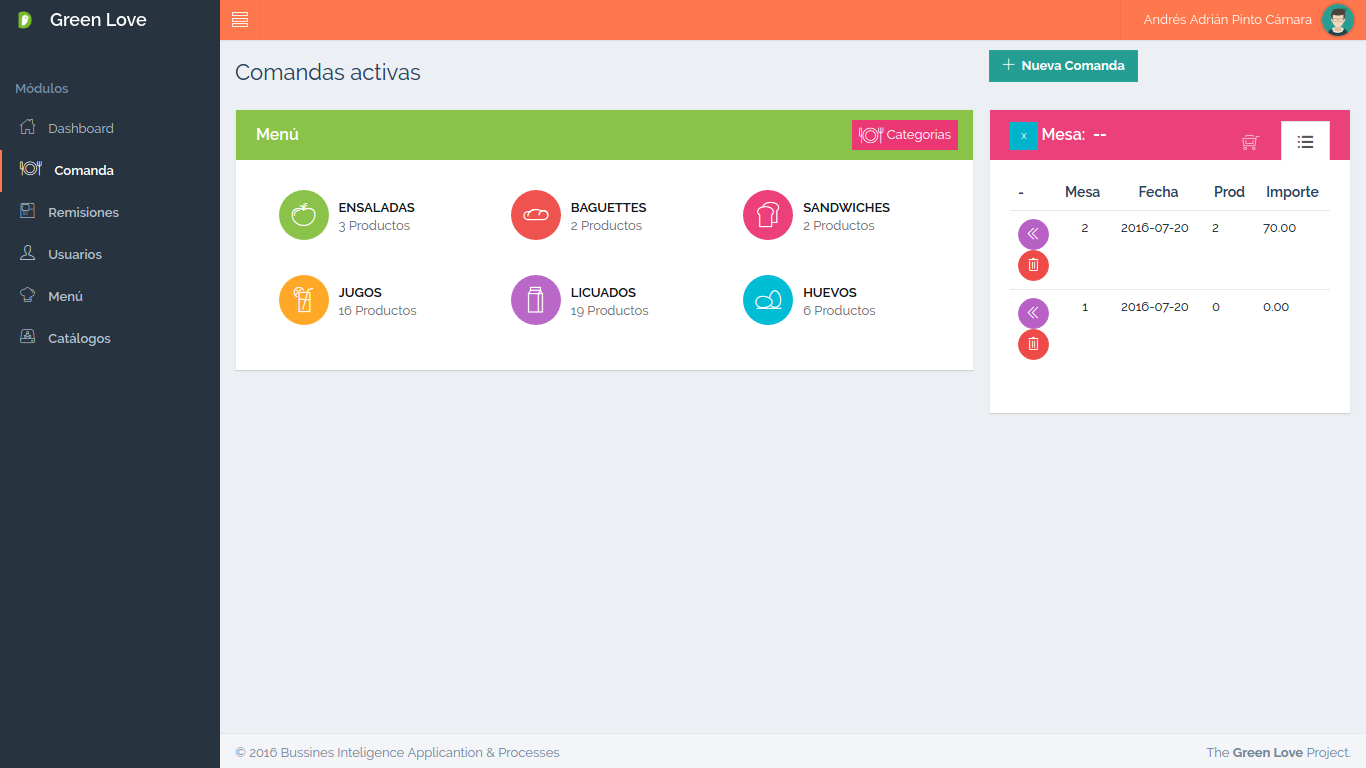 Green Love
Andrés Adrián Pinto Cámara
Módulos
Dashboard
Comanda
Remisiones
Usuarios
Menú
Catálogos
Comandas activas
+ Nueva Comanda
Menú
Categorias
ENSALADAS
3 Productos
BAGUETTES
2 Productos
SANDWICHES
2 Productos
JUGOS
16 Productos
LICUADOS
19 Productos
HUEVOS
6 Productos
x Mesa: --
- Mesa Fecha Prod Importe
2 2016-07-20 2 70.00
1 2016-07-20 0 0.00
© 2016 Bussines Inteligence Applicantion & Processes
The Green Love Project.